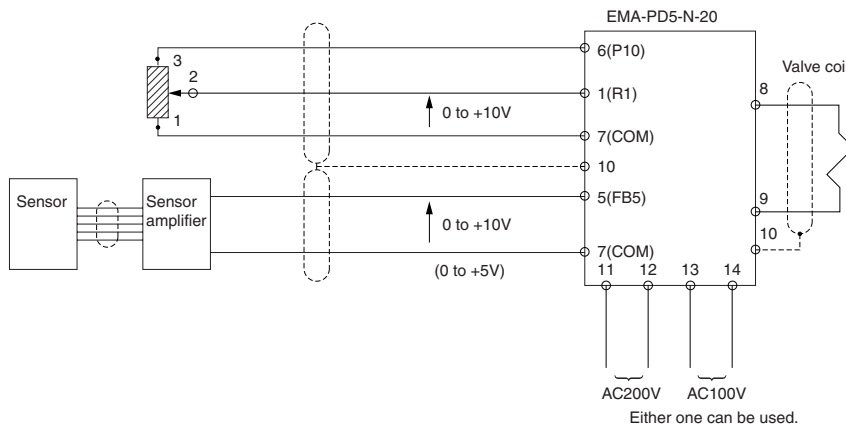 EMA-PD5-N-20
3
6(P10)
Valve coi
2
8
1(R1)
0 to +10V
1
7(COM)
10
Sensor
Sensor
amplifier
5(FB5)
9
0 to +10V
10
7(COM)
(0 to +5V)
11 12 13 14
AC200V AC100V
Either one can be used.